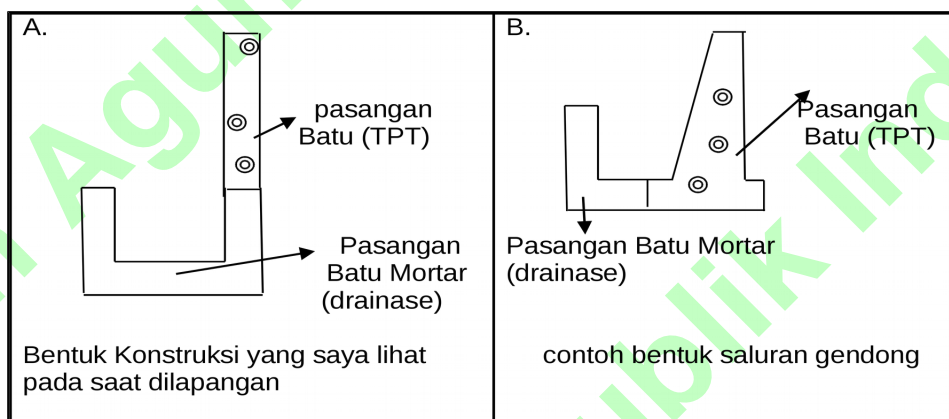 A.
pasangan
Batu (TPT)
Pasangan
Batu Mortar
(drainase)
Bentuk Konstruksi yang saya lihat
pada saat dilapangan
B.
Pasangan
Batu (TPT)
Pasangan Batu Mortar
(drainase)
contoh bentuk saluran gendong